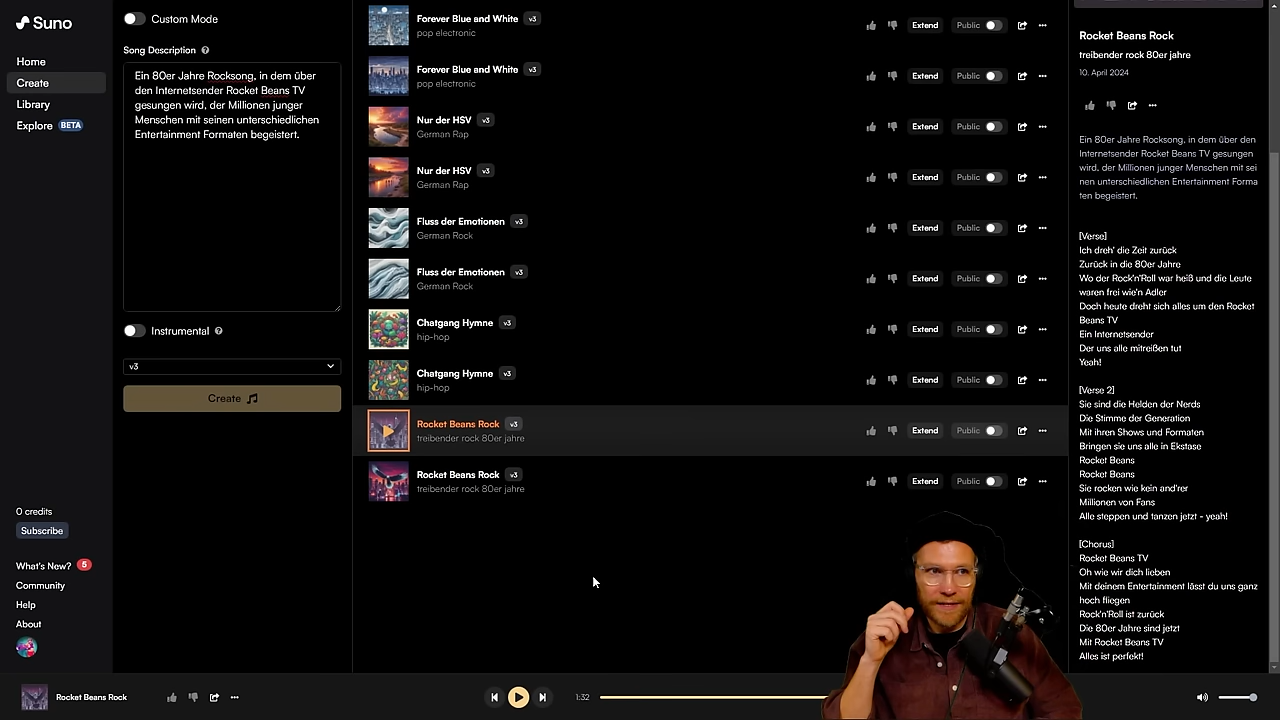 Suno
Home
Create
Library
Explore BETA
0 credits
Subscribe
What's New? 5
Community
Help
About
Custom Mode
Song Description
Ein 80er Jahre Rocksong, in dem über
den Internetsender Rocket Beans TV
gesungen wird, der Millionen junger
Menschen mit seinen unterschiedlichen
Entertainment Formaten begeistert.
Instrumental
v3
Create
Forever Blue and White v3
pop electronic
Extend Public
Forever Blue and White v3
pop electronic
Extend Public
Nur der HSV v3
German Rap
Extend Public
Nur der HSV v3
German Rap
Extend Public
Fluss der Emotionen v3
German Rock
Extend Public
Fluss der Emotionen v3
German Rock
Extend Public
Chatgang Hymne v3
hip-hop
Extend Public
Chatgang Hymne v3
hip-hop
Extend Public
Rocket Beans Rock v3
treibender rock 80er jahre
Extend Public
Rocket Beans Rock v3
treibender rock 80er jahre
Extend Public
Rocket Beans Rock
treibender rock 80er jahre
10. April 2024
Ein 80er Jahre Rocksong, in dem über den
Internetsender Rocket Beans TV gesungen
wird, der Millionen junger Menschen mit sei
nen unterschiedlichen Entertainment Forma
ten begeistert.
[Verse]
Ich dreh' die Zeit zurück
Zurück in die 80er Jahre
Wo der Rock'n'Roll war heiß und die Leute
waren frei wie'n Adler
Doch heute dreht sich alles um den Rocket
Beans TV
Ein Internetsender
Der uns alle mitreißen tut
Yeah!
[Verse 2]
Sie sind die Helden der Nerds
Die Stimme der Generation
Mit ihren Shows und Formaten
Bringen sie uns alle in Ekstase
Rocket Beans
Rocket Beans
Sie rocken wie kein and'rer
Millionen von Fans
Alle steppen und tanzen jetzt - yeah!
[Chorus]
Rocket Beans TV
Oh wie wir dich lieben
Mit deinem Entertainment lässt du uns ganz
hoch fliegen
Rock'n'Roll ist zurück
Die 80er Jahre sind jetzt
Mit Rocket Beans TV
Alles ist perfekt!
Rocket Beans Rock
1:32